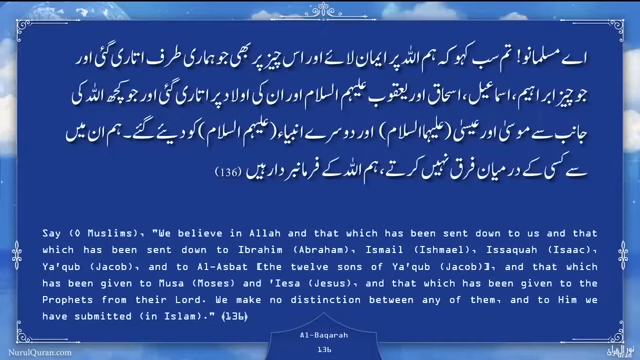 اے مسلمانو! تم سب کہو کہ ہم اللہ پر ایمان لائے اور اس چیز پر بھی جو ہماری طرف اتاری گئی اور
جو چیز ابراہیم، اسماعیل، اسحاق اور یعقوب علیہم السلام اور ان کی اولاد پر اتاری گئی اور جو کچھ اللہ کی
جانب سے موسیٰ اور عیسیٰ (علیہما السلام) اور دوسرے انبیاء (علیہم السلام) کو دیئے گئے۔ ہم ان میں
سے کسی کے درمیان فرق نہیں کرتے، ہم اللہ کے فرمانبردار ہیں (136)
Say (O Muslims), "We believe in Allah and that which has been sent down to us and that
which has been sent down to Ibrahim (Abraham), Ismail (Ishmael), Issaquah (Isaac),
Ya'qub (Jacob), and to Al-Asbat [the twelve sons of Ya'qub (Jacob)], and that which
has been given to Musa (Moses) and 'Iesa (Jesus), and that which has been given to the
Prophets from their Lord. We make no distinction between any of them, and to Him we
have submitted (in Islam)." (136)
Al-Baqarah
136
NurulQuran.com